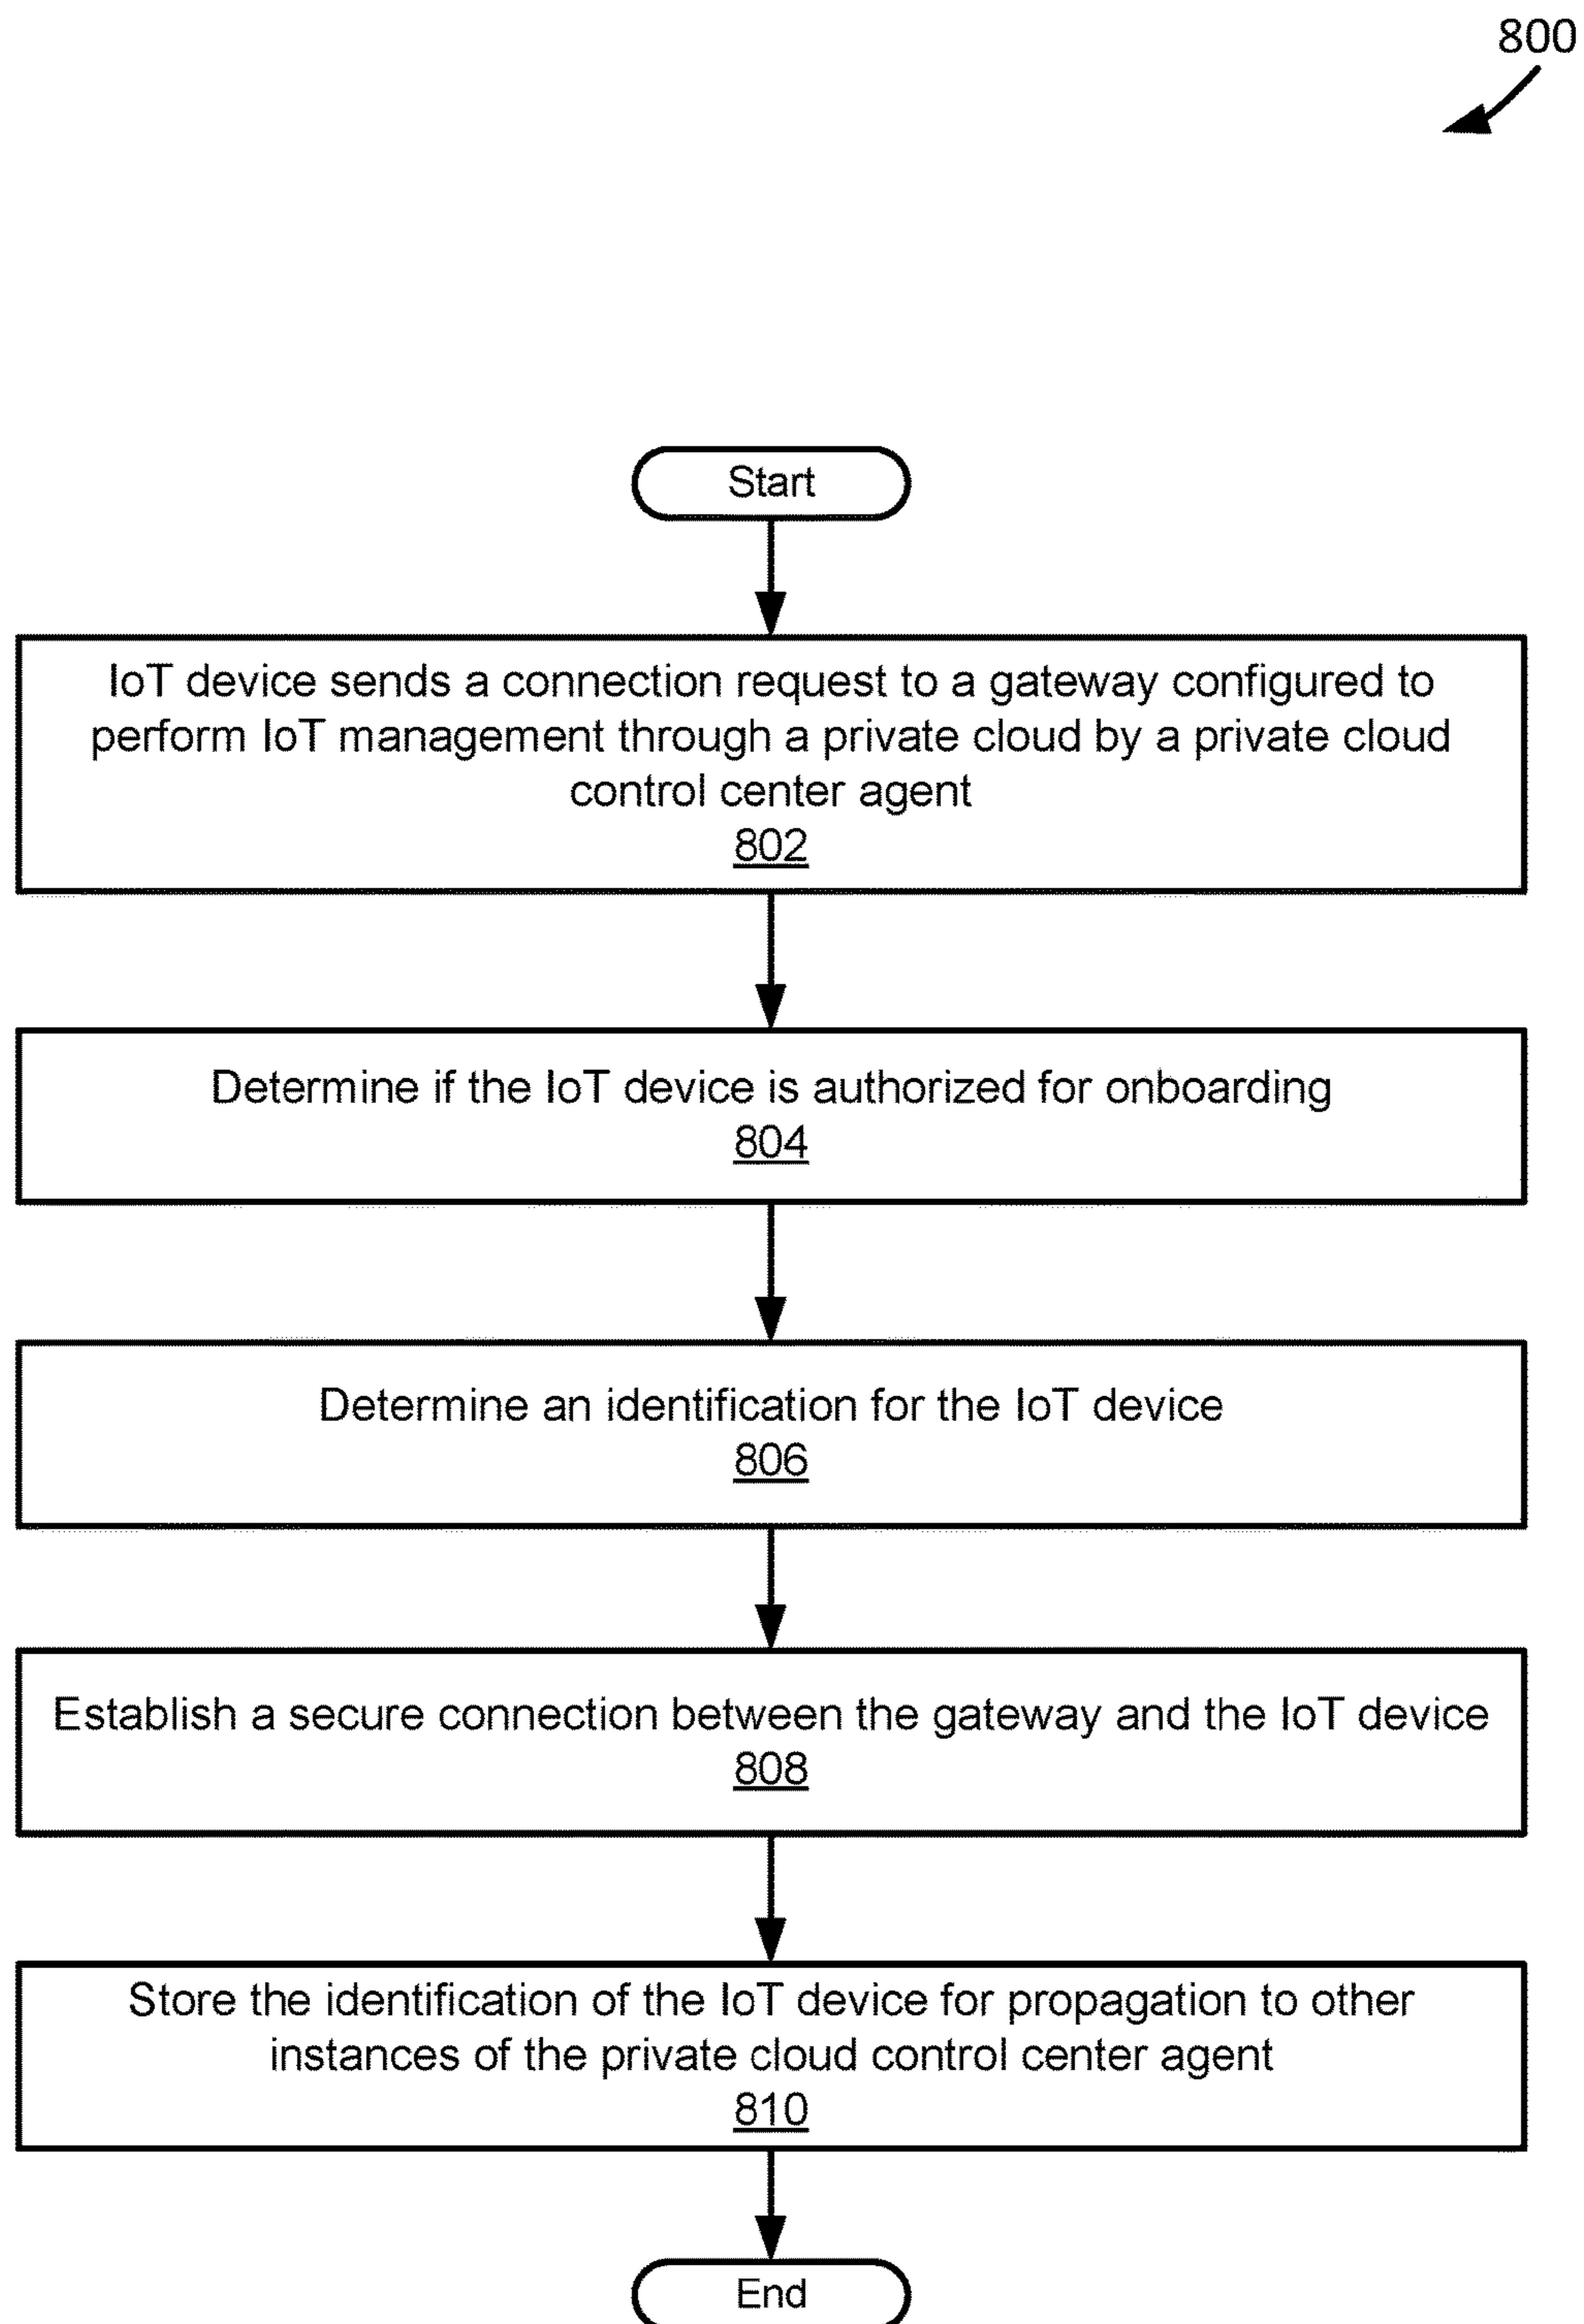 800
Start
IoT device sends a connection request to a gateway configured to
perform IoT management through a private cloud by a private cloud
control center agent
802
Determine if the IoT device is authorized for onboarding
804
Determine an identification for the IoT device
806
Establish a secure connection between the gateway and the IoT device
808
Store the identification of the IoT device for propagation to other
instances of the private cloud control center agent
810
End